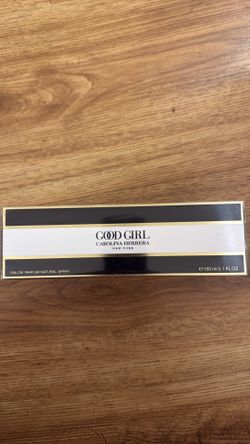 GOOD GIRL
CAROLINA HERRERA
NEW YORK
EAU DE PARFUM NATURAL SPRAY
℮ 150 ml 5.1 FL.OZ